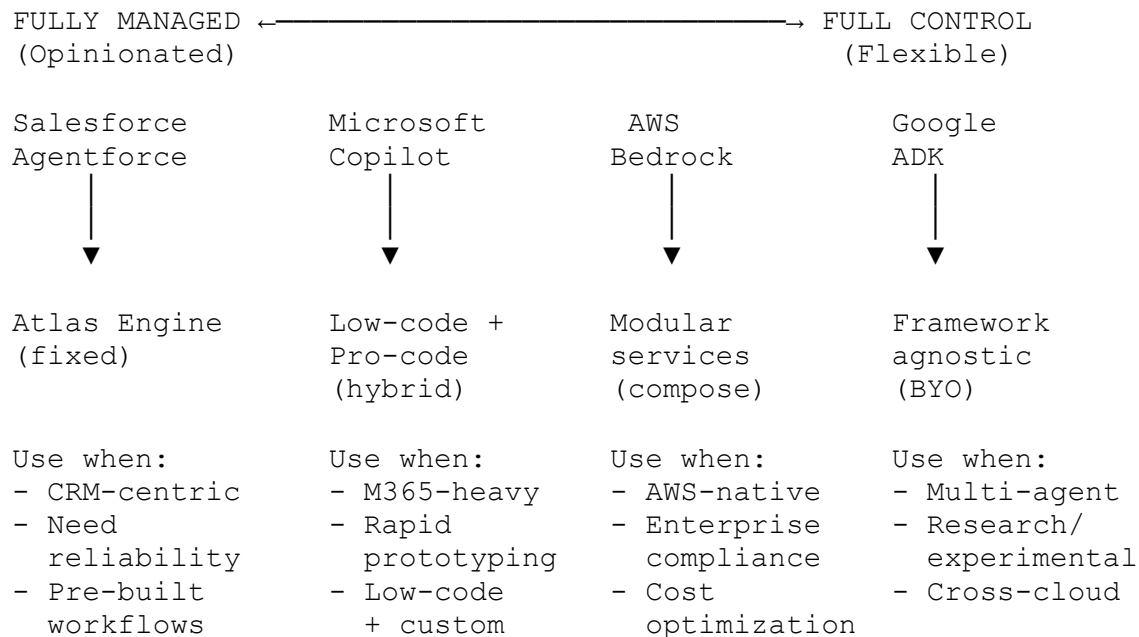 FULLY MANAGED ←────────────────────────────→ FULL CONTROL
(Opinionated) (Flexible)
Salesforce Microsoft AWS Google
Agentforce Copilot Bedrock ADK
Atlas Engine Low-code + Modular Framework
(fixed) Pro-code services agnostic
(hybrid) (compose) (BYO)
Use when: Use when: Use when: Use when:
- CRM-centric - M365-heavy - AWS-native - Multi-agent
- Need - Rapid - Enterprise - Research/
reliability prototyping compliance experimental
- Pre-built - Low-code - Cost - Cross-cloud
workflows + custom optimization